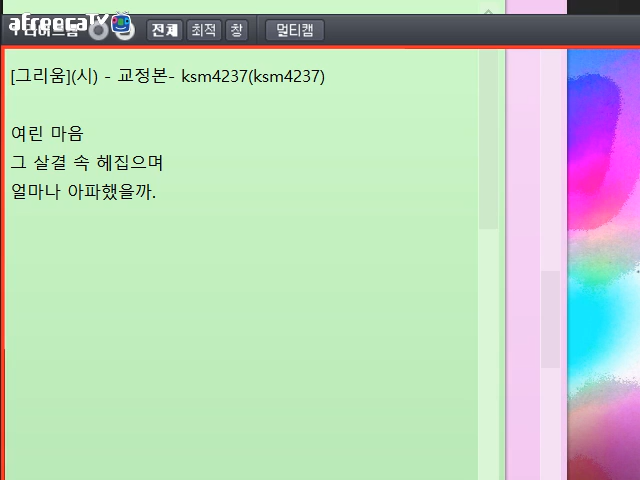 afreecaTV
전체 최적 창 멀티캠
[그리움](시) - 교정본- ksm4237(ksm4237)
여린 마음
그 살결 속 헤집으며
얼마나 아파했을까.